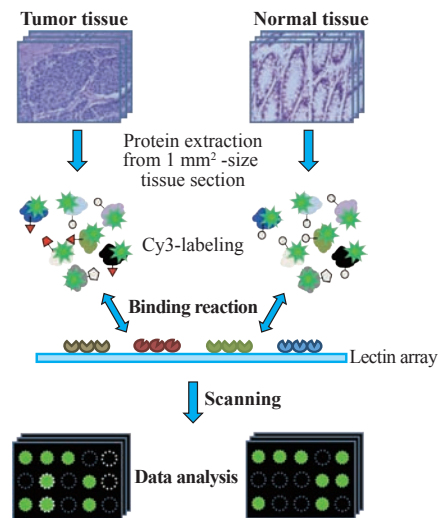 Tumor tissue
Normal tissue
Protein extraction
from 1 mm² -size
tissue section
Cy3-labeling
Binding reaction
Lectin array
Scanning
Data analysis